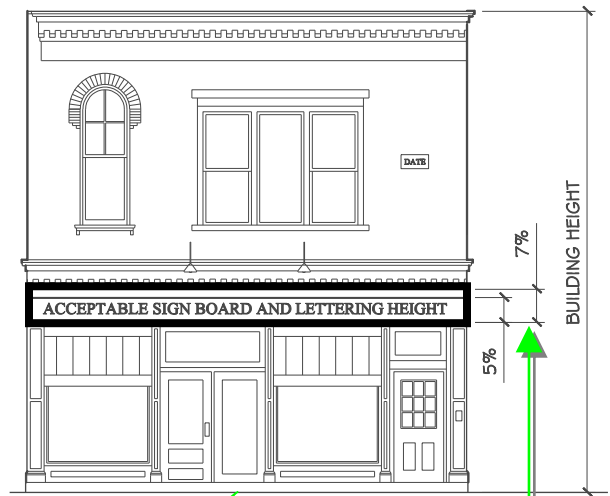 DATE
7%
BUILDING HEIGHT
ACCEPTABLE SIGN BOARD AND LETTERING HEIGHT
5%